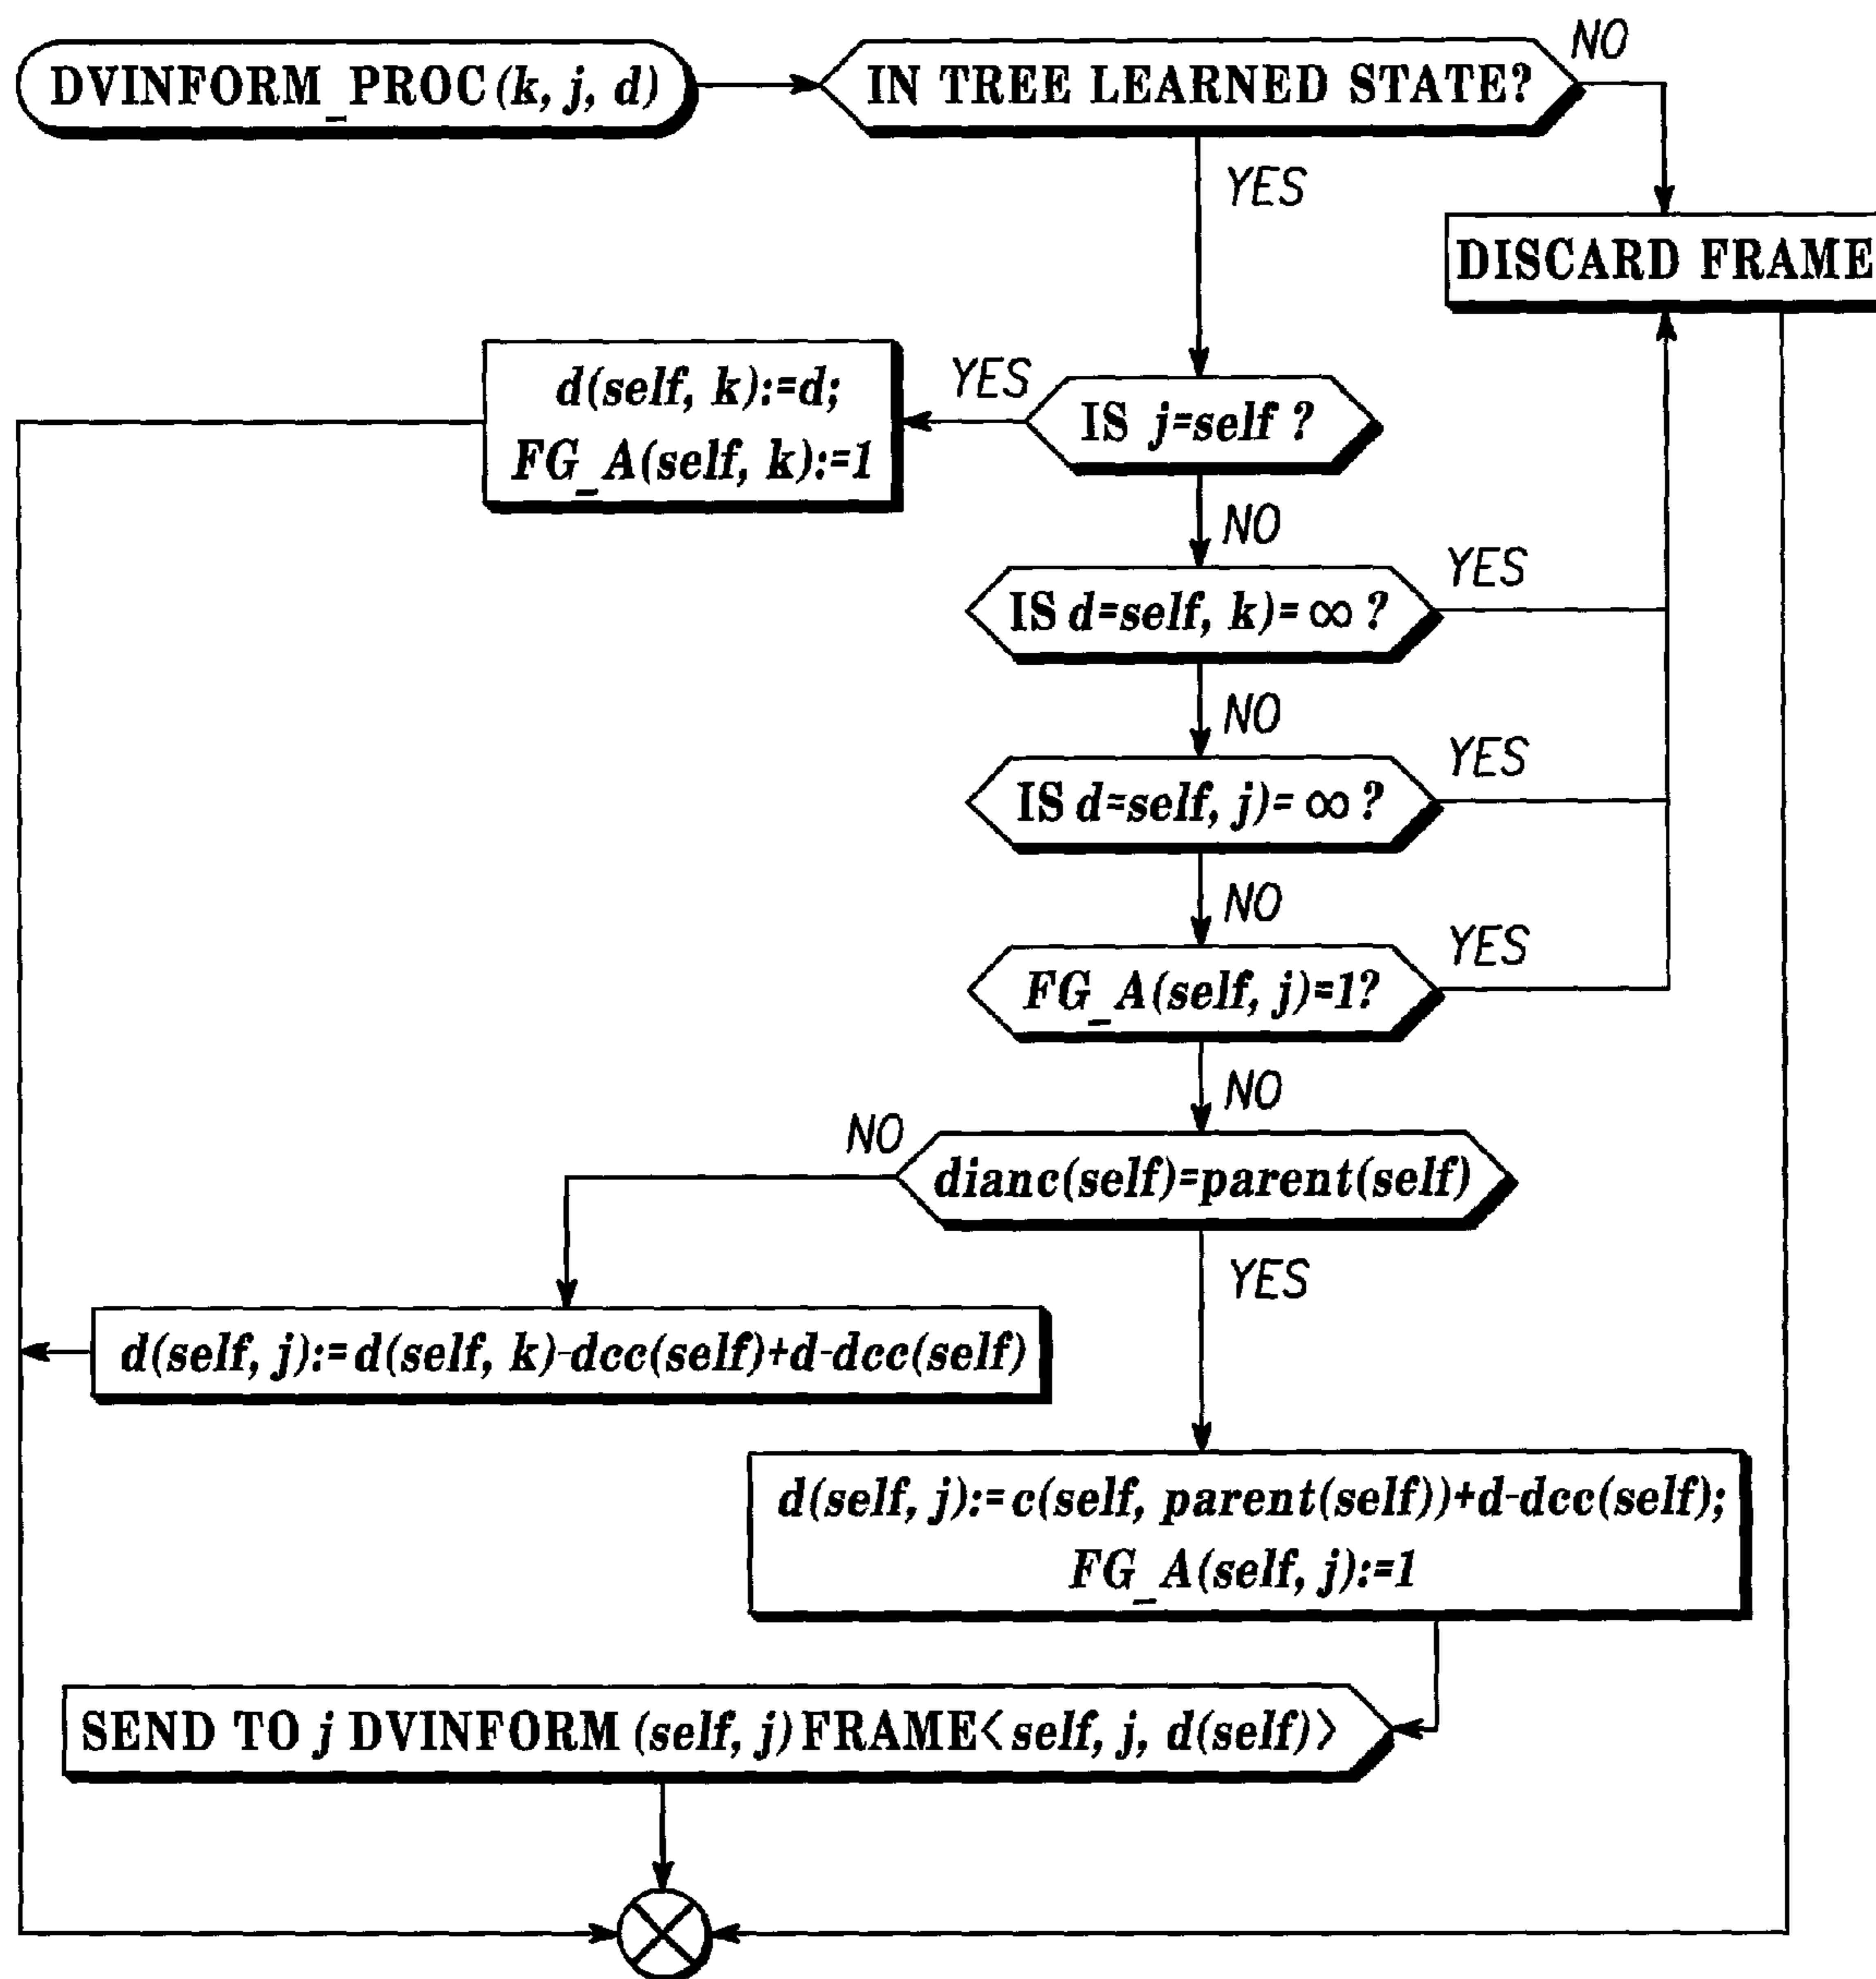 DVINFORM_PROC(k, j, d)
IN TREE LEARNED STATE?
NO
YES
DISCARD FRAME
d(self, k):=d;
FG_A(self, k):=1
YES
IS j=self ?
NO
IS d=self, k)=∞ ?
YES
NO
IS d=self, j)=∞ ?
YES
NO
FG_A(self, j)=1?
YES
NO
NO
dianc(self)=parent(self)
YES
d(self, j):=d(self, k)-dcc(self)+d-dcc(self)
d(self, j):=c(self, parent(self))+d-dcc(self);
FG_A(self, j):=1
SEND TO j DVINFORM (self, j) FRAME<self, j, d(self)>